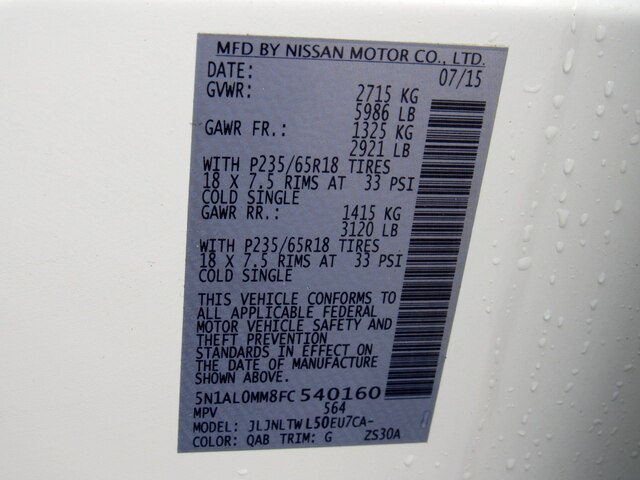 MFD BY NISSAN MOTOR CO., LTD.
DATE: 07/15
GVWR: 2715 KG
5986 LB
GAWR FR.: 1325 KG
2921 LB
WITH P235/65R18 TIRES
18 X 7.5 RIMS AT 33 PSI
COLD SINGLE
GAWR RR.: 1415 KG
3120 LB
WITH P235/65R18 TIRES
18 X 7.5 RIMS AT 33 PSI
COLD SINGLE
THIS VEHICLE CONFORMS TO
ALL APPLICABLE FEDERAL
MOTOR VEHICLE SAFETY AND
THEFT PREVENTION
STANDARDS IN EFFECT ON
THE DATE OF MANUFACTURE
SHOWN ABOVE.
5N1AL0MM8FC 540160
MPV 564
MODEL: JLJNLTWL50EU7CA-
COLOR: QAB TRIM: G ZS30A